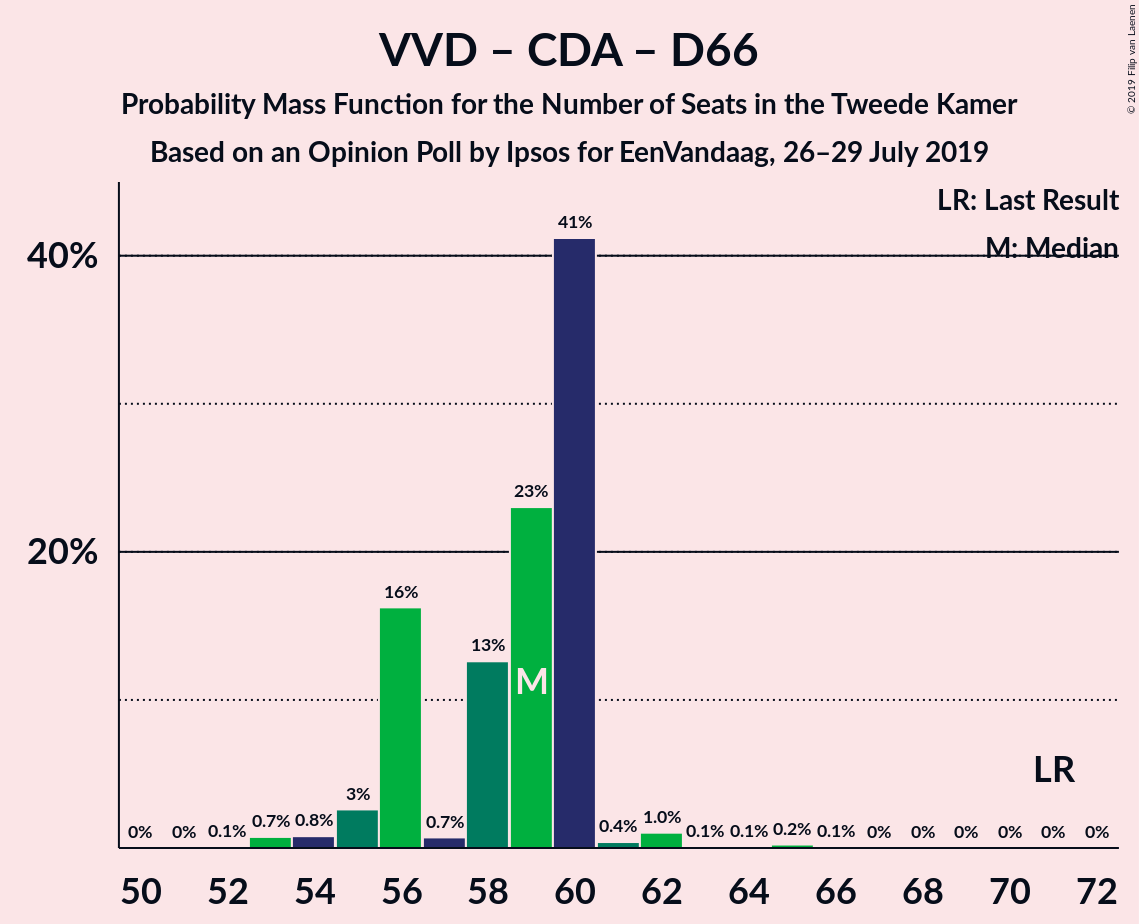 VVD – CDA – D66
Probability Mass Function for the Number of Seats in the Tweede Kamer
Based on an Opinion Poll by Ipsos for EenVandaag, 26–29 July 2019
© 2019 Filip van Laenen
LR: Last Result
M: Median
40%
20%
0%
0%
0.1%
0.7%
0.8%
3%
16%
0.7%
13%
23%
41%
0.4%
1.0%
0.1%
0.1%
0.2%
0.1%
0%
0%
0%
0%
0%
0%
M
LR
50 52 54 56 58 60 62 64 66 68 70 72